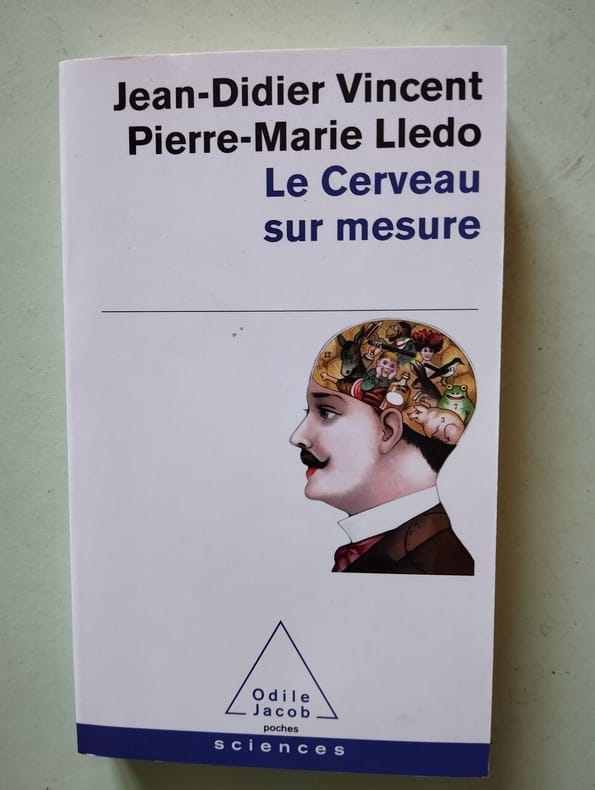 Jean-Didier Vincent
Pierre-Marie Lledo
Le Cerveau
sur mesure
Odile
Jacob
poches
sciences